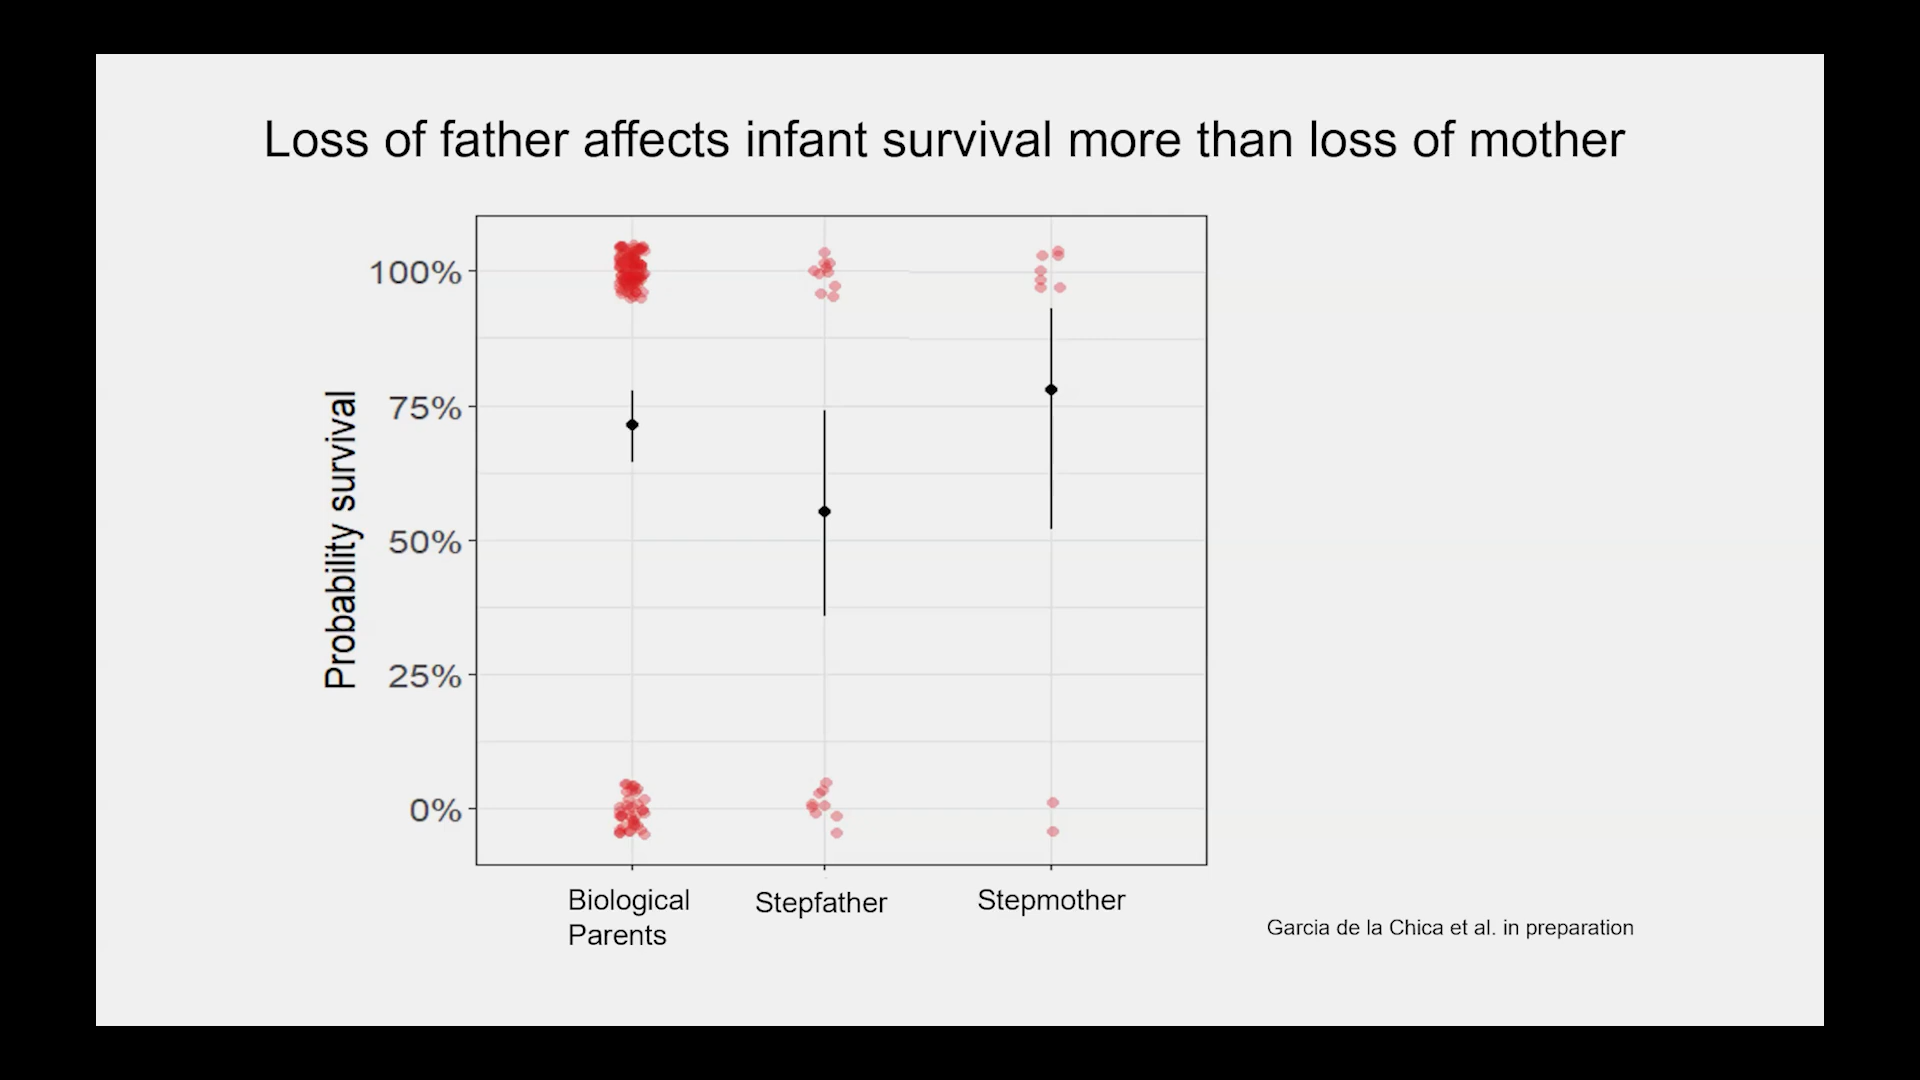 Loss of father affects infant survival more than loss of mother
Probability survival
100%
75%
50%
25%
0%
Biological
Parents
Stepfather
Stepmother
Garcia de la Chica et al. in preparation